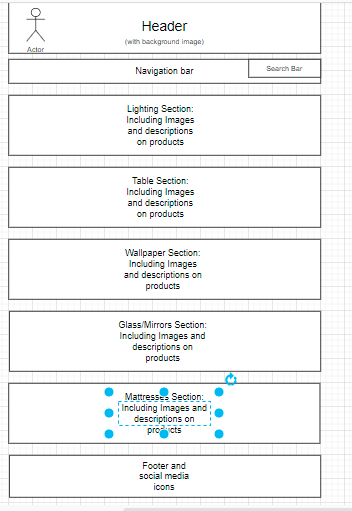 Header
(with background image)
Actor
Navigation bar
Search Bar
Lighting Section:
Including Images
and descriptions
on products
Table Section:
Including Images
and descriptions
on products
Wallpaper Section:
Including Images
and descriptions on
products
Glass/Mirrors Section:
Including Images and
descriptions on
products
Mattresses Section:
Including Images and
descriptions on
products
Footer and
social media
icons